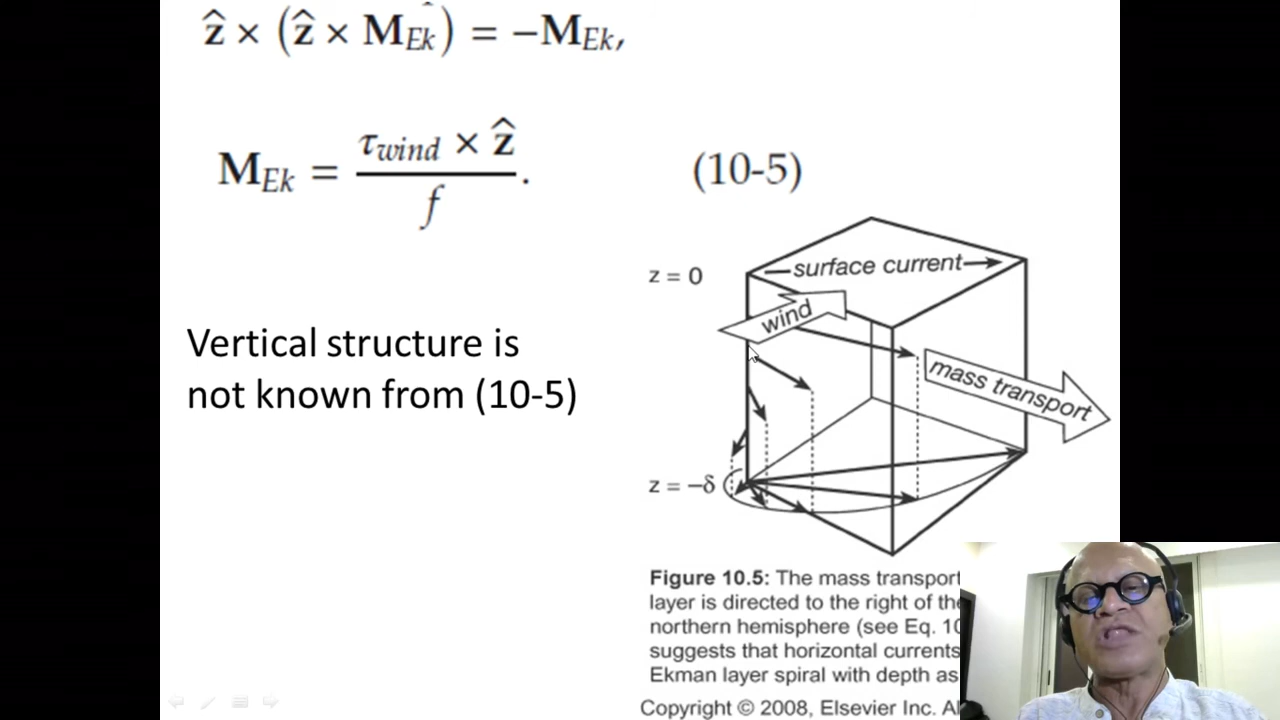 ẑ × (ẑ × M_Ek) = −M_Ek,
M_Ek = (τ_wind × ẑ) / f. (10-5)
surface current
z = 0
wind
Vertical structure is
not known from (10-5)
mass transport
z = −δ
Figure 10.5: The mass transport
layer is directed to the right of the
northern hemisphere (see Eq. 10
suggests that horizontal currents
Ekman layer spiral with depth as
Copyright © 2008, Elsevier Inc.